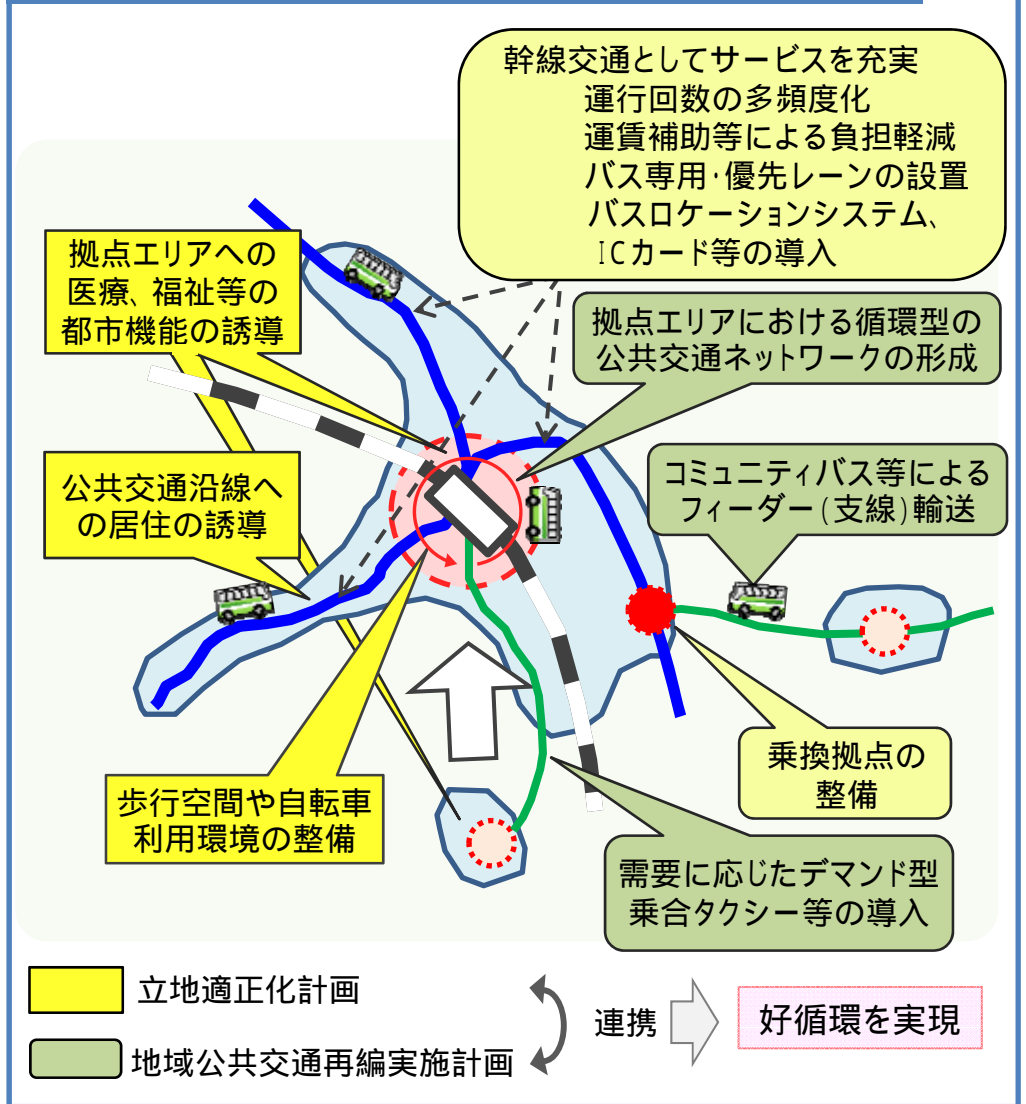 幹線交通としてサービスを充実
運行回数の多頻度化
運賃補助等による負担軽減
バス専用・優先レーンの設置
バスロケーションシステム、
ICカード等の導入
拠点エリアへの
医療、福祉等の
都市機能の誘導
拠点エリアにおける循環型の
公共交通ネットワークの形成
公共交通沿線へ
の居住の誘導
コミュニティバス等による
フィーダー(支線)輸送
歩行空間や自転車
利用環境の整備
乗換拠点の
整備
需要に応じたデマンド型
乗合タクシー等の導入
立地適正化計画
地域公共交通再編実施計画
連携
好循環を実現